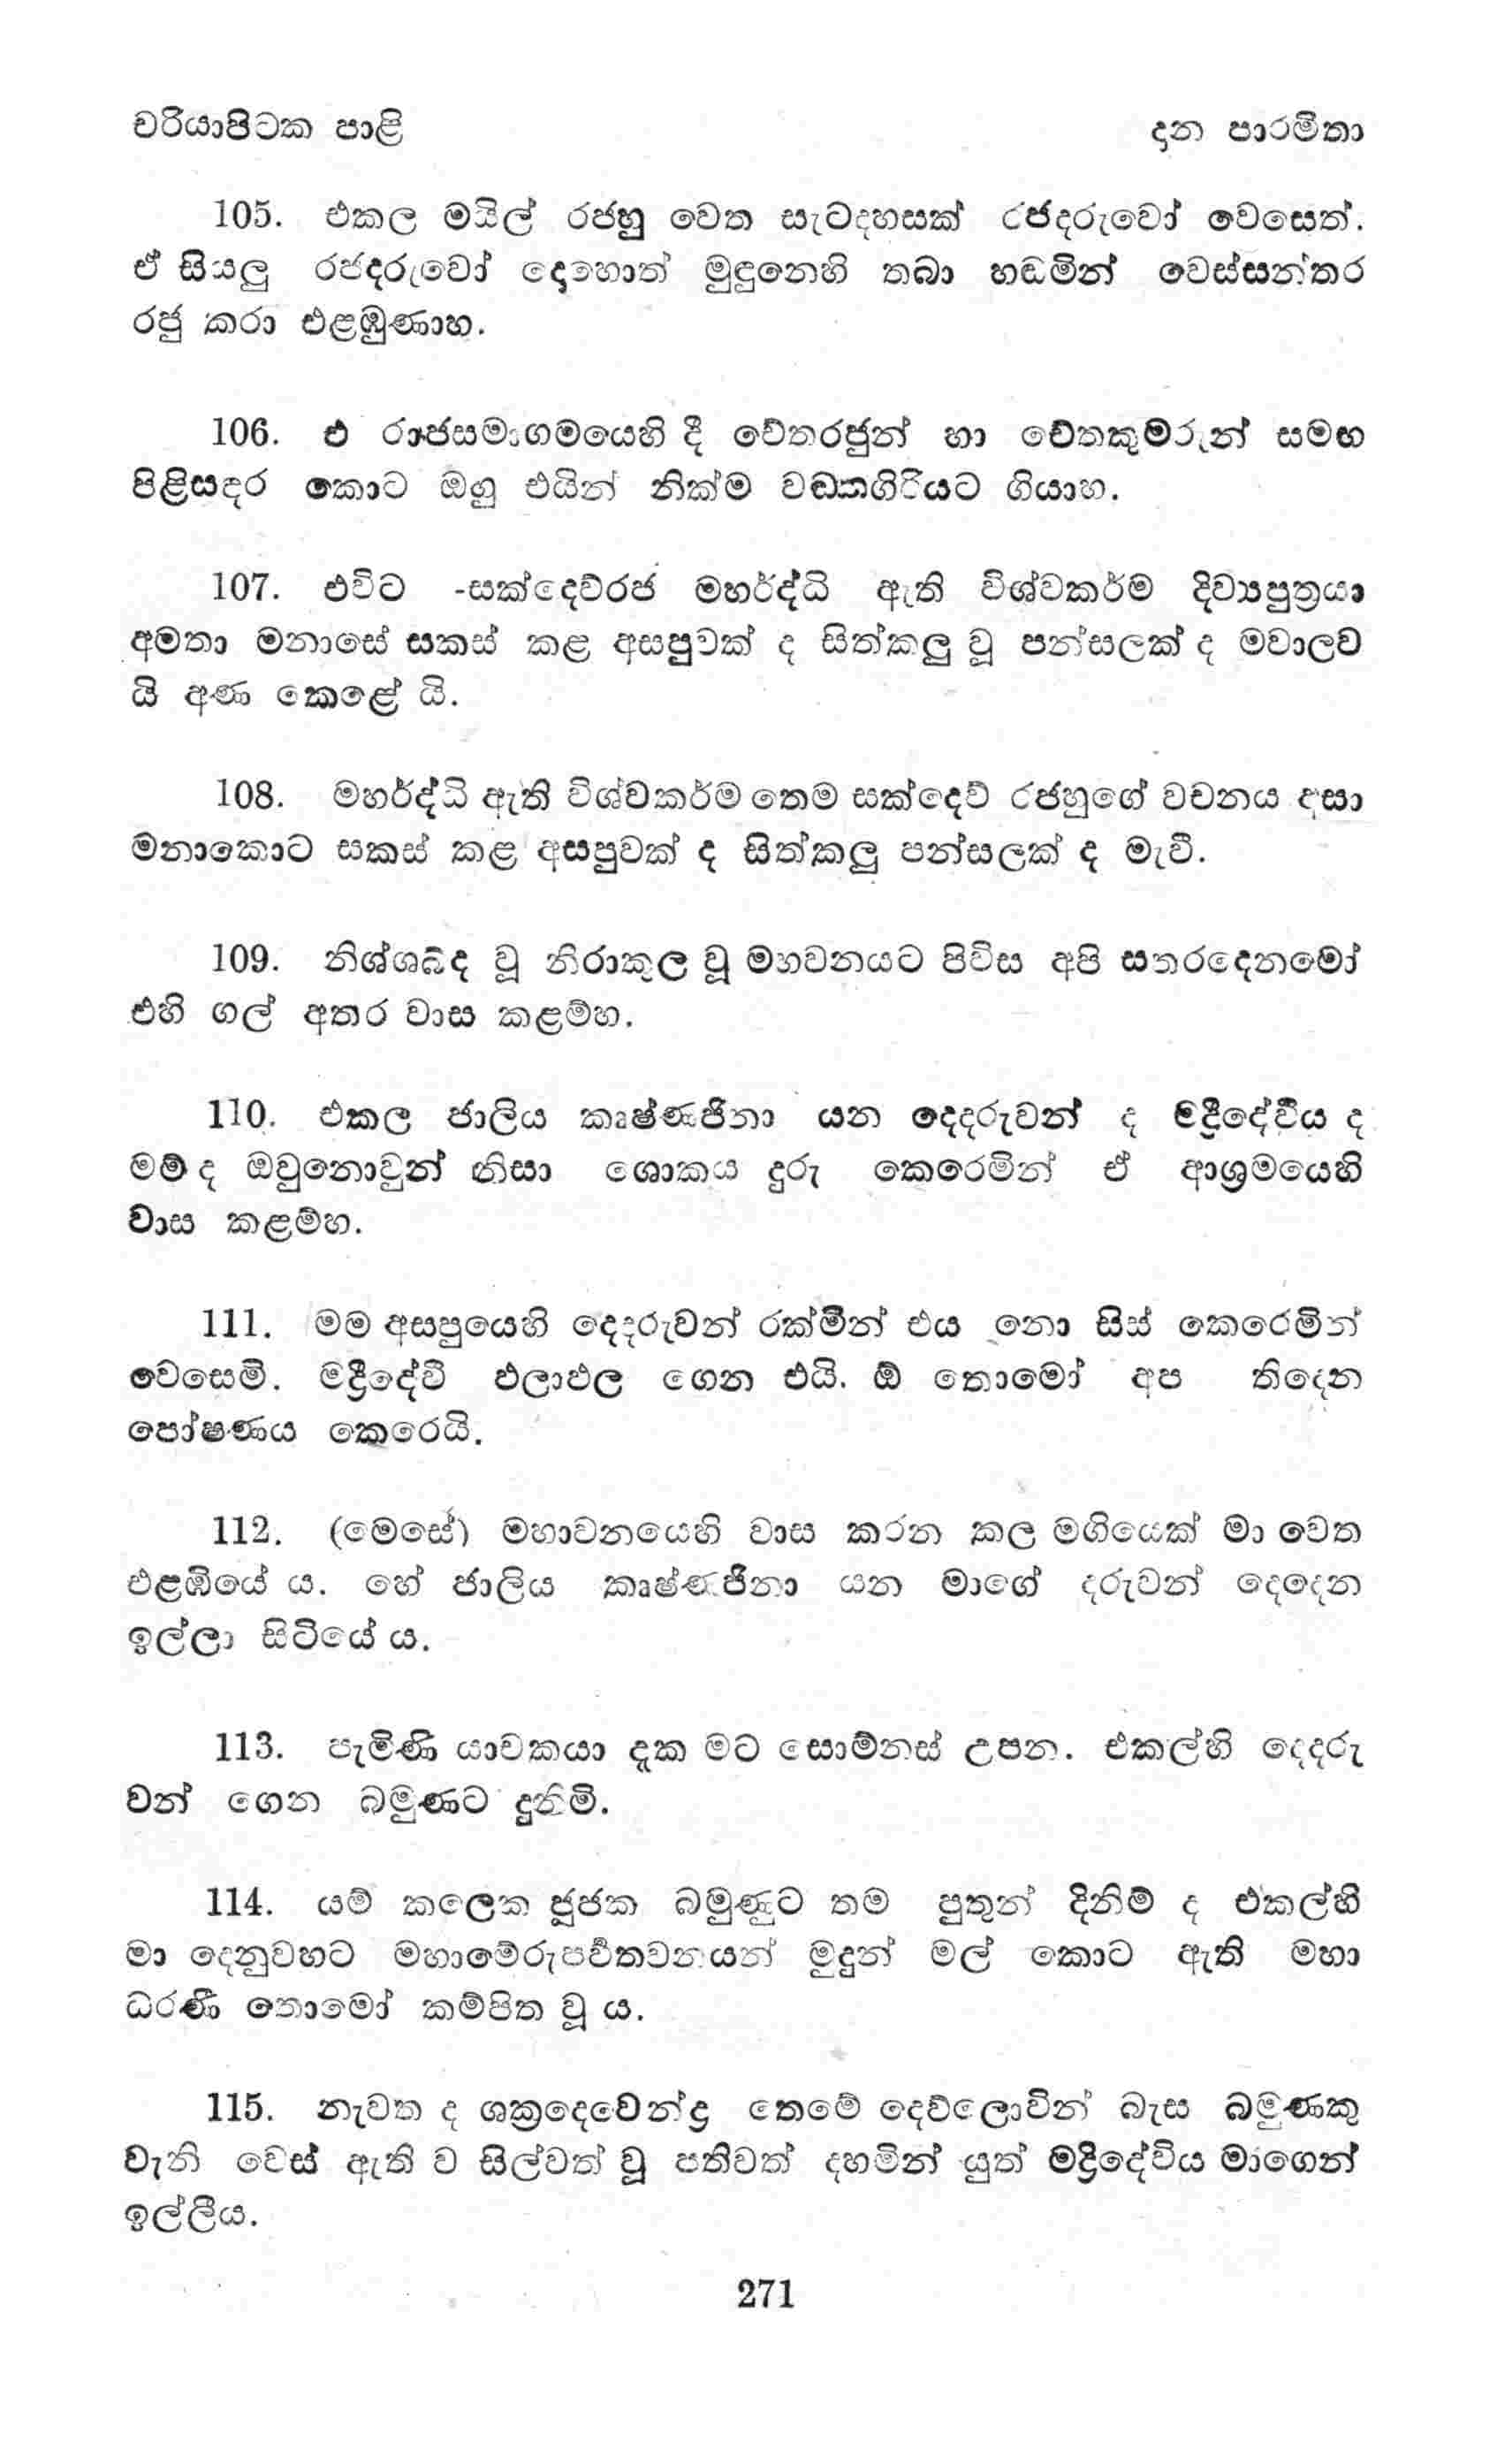 චරියාපිටක පාළි
දාන පාරමිතා
105. එකල මයිල් රජහු වෙත සැටදහසක් රජදරුවෝ වෙසෙත්.
ඒ සියලු රජදරුවෝ දොහොත් මුදුනෙහි තබා හඬමින් වෙස්සන්තර
රජු කරා එළඹුණාහ.
106. එ රාජසමාගමයෙහි දී චේතරජුන් හා චේතකුමරුන් සමඟ
පිළිසඳර කොට ඔහු එයින් නික්ම වඞ්කගිරියට ගියාහ.
107. එවිට -සක්දෙව්රජ මහර්ද්ධි ඇති විශ්වකර්ම දිව්‍යපුත්‍රයා
අමතා මනාසේ සකස් කළ අසපුවක් ද සිත්කලු වූ පන්සලක් ද මවාලව
යි අණ කෙළේ යි.
108. මහර්ද්ධි ඇති විශ්වකර්ම තෙම සක්දෙව් රජහුගේ වචනය අසා
මනාකොට සකස් කළ අසපුවක් ද සිත්කලු පන්සලක් ද මැවී.
109. නිශ්ශබ්ද වූ නිරාකුල වූ මහවනයට පිවිස අපි සතරදෙනමෝ
එහි ගල් අතර වාස කළම්හ.
110. එකල ජාලිය කෘෂ්ණජිනා යන දෙදරුවන් ද මද්‍රීදේවිය ද
මම් ද ඔවුනොවුන් නිසා ශොකය දුරු කෙරෙමින් ඒ ආශ්‍රමයෙහි
වාස කළම්හ.
111. මම අසපුයෙහි දෙදරුවන් රක්මින් එය නො සිස් කෙරෙමින්
වෙසෙමි. මද්‍රීදේවී ඵලාඵල ගෙන එයි. ඕ තොමෝ අප තිදෙන
පෝෂණය කෙරෙයි.
112. (මෙසේ) මහාවනයෙහි වාස කරන කල මගියෙක් මා වෙත
එළඹියේ ය. හේ ජාලිය කෘෂ්ණජිනා යන මාගේ දරුවන් දෙදෙන
ඉල්ලා සිටියේ ය.
113. පැමිණි යාචකයා දැක මට සොම්නස් උපන. එකල්හි දෙදරු
වන් ගෙන බමුණට දුනිමි.
114. යම් කලෙක ජූජක බමුණුට තම පුතුන් දිනිම් ද එකල්හි
මා දෙනුවහට මහාමේරුපර්‍වතවනයන් මුදුන් මල් කොට ඇති මහා
ධරණී තොමෝ කම්පිත වූ ය.
115. නැවත ද ශක්‍රදෙවෙන්ද්‍ර තෙමේ දෙව්ලොවින් බැස බමුණකු
වැනි වෙස් ඇති ව සිල්වත් වූ පතිවත් දහමින් යුත් මද්‍රිදේවිය මාගෙන්
ඉල්ලීය.
271